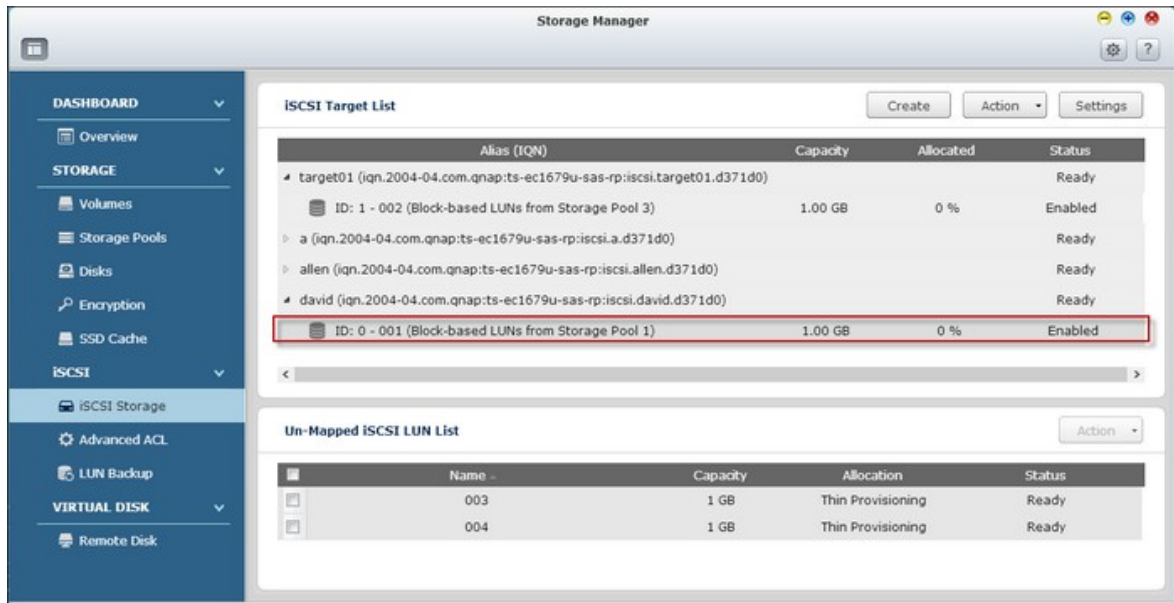 Storage Manager
?
DASHBOARD
Overview
STORAGE
Volumes
Storage Pools
Disks
Encryption
SSD Cache
iSCSI
iSCSI Storage
Advanced ACL
LUN Backup
VIRTUAL DISK
Remote Disk
iSCSI Target List Create Action Settings
Alias (IQN) Capacity Allocated Status
target01 (iqn.2004-04.com.qnap:ts-ec1679u-sas-rp:iscsi.target01.d371d0) Ready
ID: 1 - 002 (Block-based LUNs from Storage Pool 3) 1.00 GB 0 % Enabled
a (iqn.2004-04.com.qnap:ts-ec1679u-sas-rp:iscsi.a.d371d0) Ready
allen (iqn.2004-04.com.qnap:ts-ec1679u-sas-rp:iscsi.allen.d371d0) Ready
david (iqn.2004-04.com.qnap:ts-ec1679u-sas-rp:iscsi.david.d371d0) Ready
ID: 0 - 001 (Block-based LUNs from Storage Pool 1) 1.00 GB 0 % Enabled
Un-Mapped iSCSI LUN List Action
Name Capacity Allocation Status
003 1 GB Thin Provisioning Ready
004 1 GB Thin Provisioning Ready